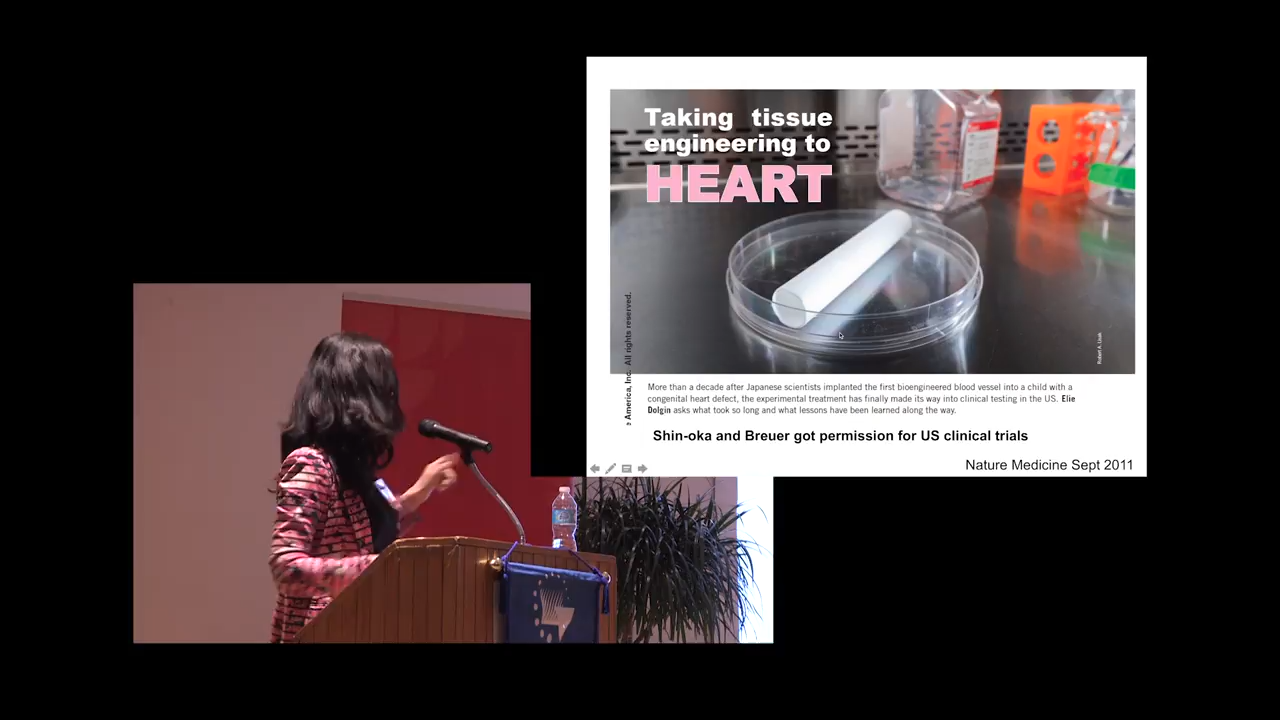 Taking tissue
engineering to
HEART
Robert A. Lisak
e America, Inc. All rights reserved.
More than a decade after Japanese scientists implanted the first bioengineered blood vessel into a child with a
congenital heart defect, the experimental treatment has finally made its way into clinical testing in the US. Elie
Dolgin asks what took so long and what lessons have been learned along the way.
Shin-oka and Breuer got permission for US clinical trials
Nature Medicine Sept 2011